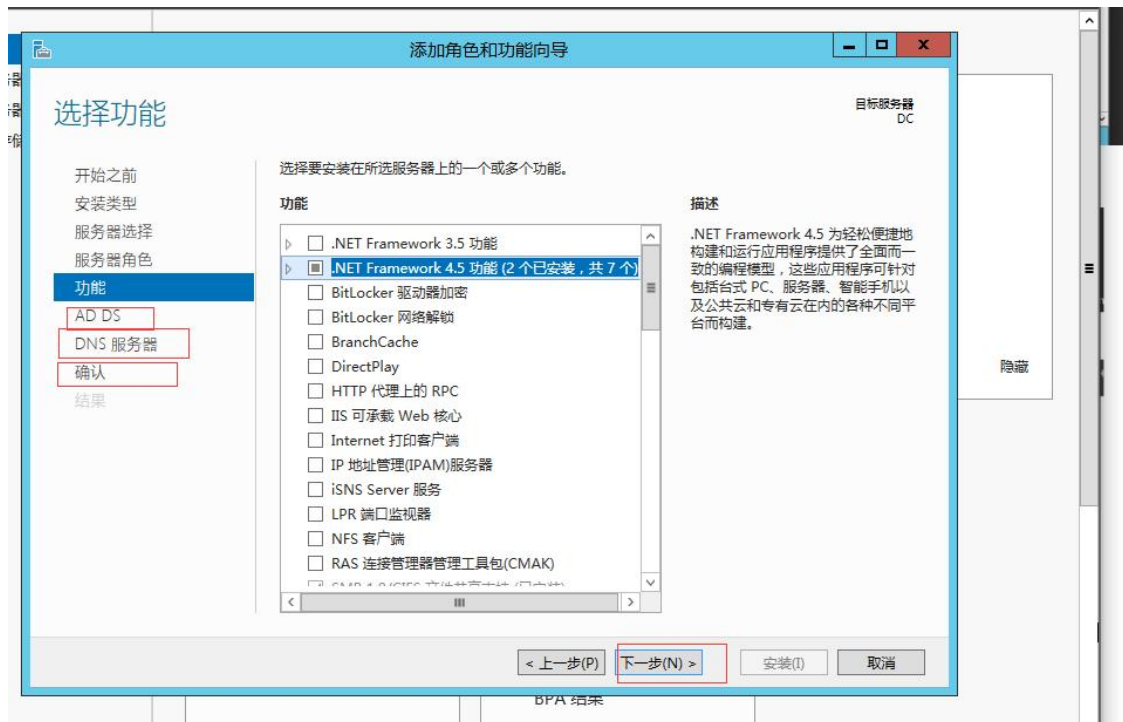 添加角色和功能向导
选择功能
目标服务器
DC
开始之前
安装类型
服务器选择
服务器角色
功能
AD DS
DNS 服务器
确认
结果
选择要安装在所选服务器上的一个或多个功能。
功能
.NET Framework 3.5 功能
.NET Framework 4.5 功能 (2 个已安装，共 7 个)
BitLocker 驱动器加密
BitLocker 网络解锁
BranchCache
DirectPlay
HTTP 代理上的 RPC
IIS 可承载 Web 核心
Internet 打印客户端
IP 地址管理(IPAM)服务器
iSNS Server 服务
LPR 端口监视器
NFS 客户端
RAS 连接管理器管理工具包(CMAK)
描述
.NET Framework 4.5 为轻松便捷地
构建和运行应用程序提供了全面而一
致的编程模型，这些应用程序可针对
包括台式 PC、服务器、智能手机以
及公共云和专有云在内的各种不同平
台而构建。
隐藏
< 上一步(P)
下一步(N) >
安装(I)
取消
BPA 结果